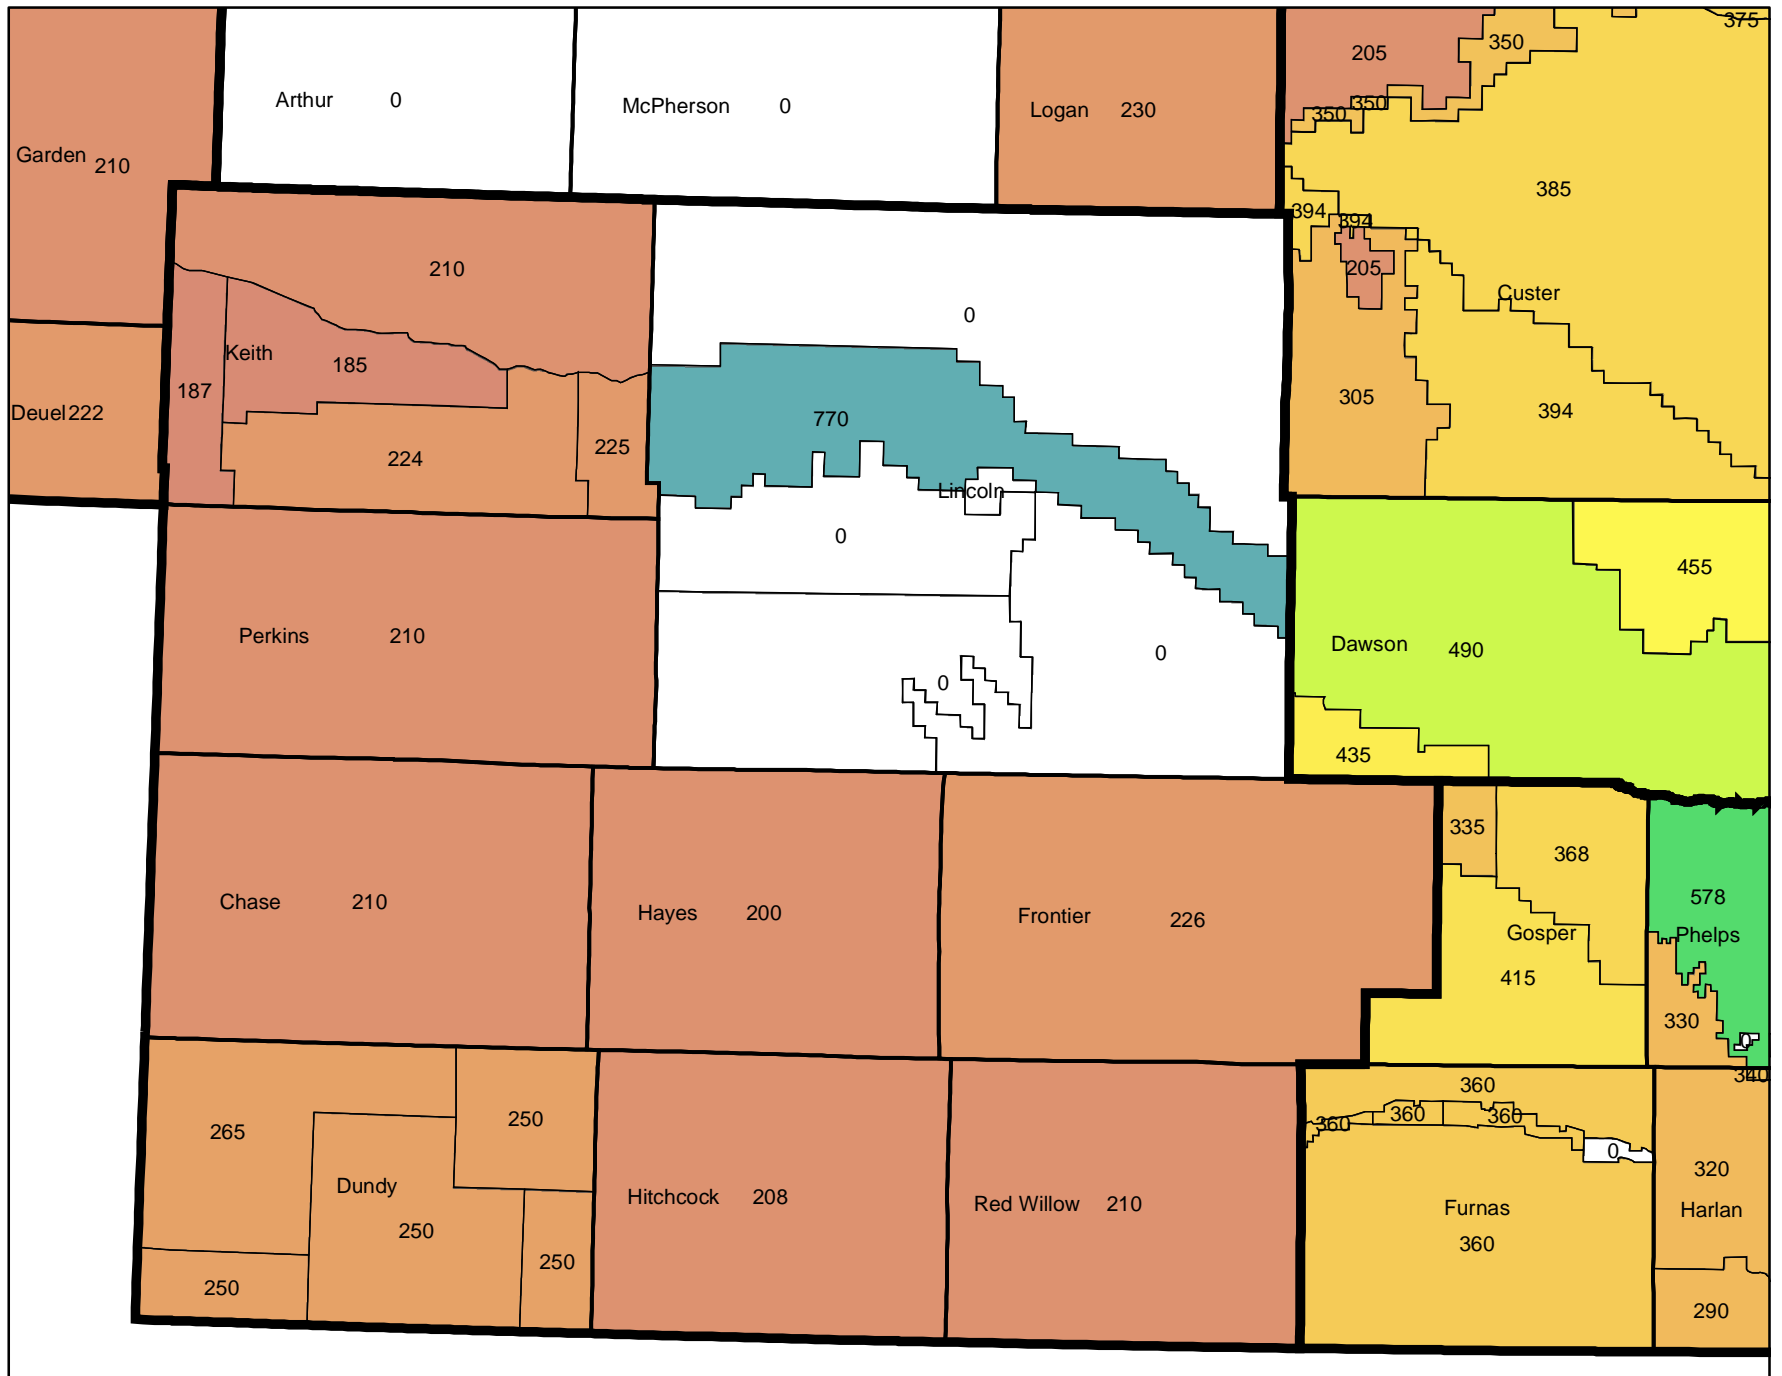 375
205
350
Arthur 0
McPherson 0
Logan 230
350
350
Garden 210
385
394
394
210
205
Custer
0
Keith 185
187
305
394
Deuel 222
770
225
224
Lincoln
0
455
Perkins 210
Dawson 490
0
0
435
335
368
Chase 210
Hayes 200
Frontier 226
578
Gosper
Phelps
415
330
0
340
360
265
250
360
360
360
0
320
Dundy
Hitchcock 208
Red Willow 210
Furnas
Harlan
250
360
250
250
290